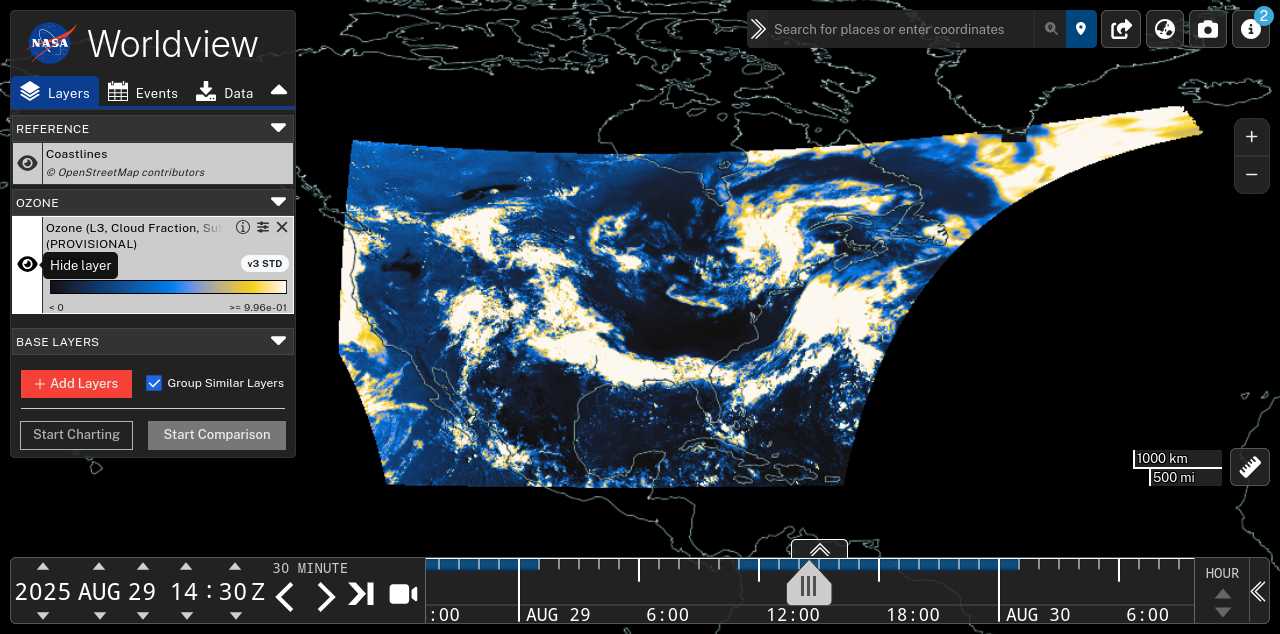 NASA
Worldview
Layers
Events
Data
REFERENCE
Coastlines
© OpenStreetMap contributors
OZONE
Ozone (L3, Cloud Fraction, Su
(PROVISIONAL)
Hide layer
v3 STD
< 0
>= 9.96e-01
BASE LAYERS
+ Add Layers
Group Similar Layers
Start Charting
Start Comparison
Search for places or enter coordinates
2
+
−
1000 km
500 mi
2025 AUG 29 14 : 30 Z
30 MINUTE
:00
AUG 29
6:00
12:00
18:00
AUG 30
6:00
HOUR